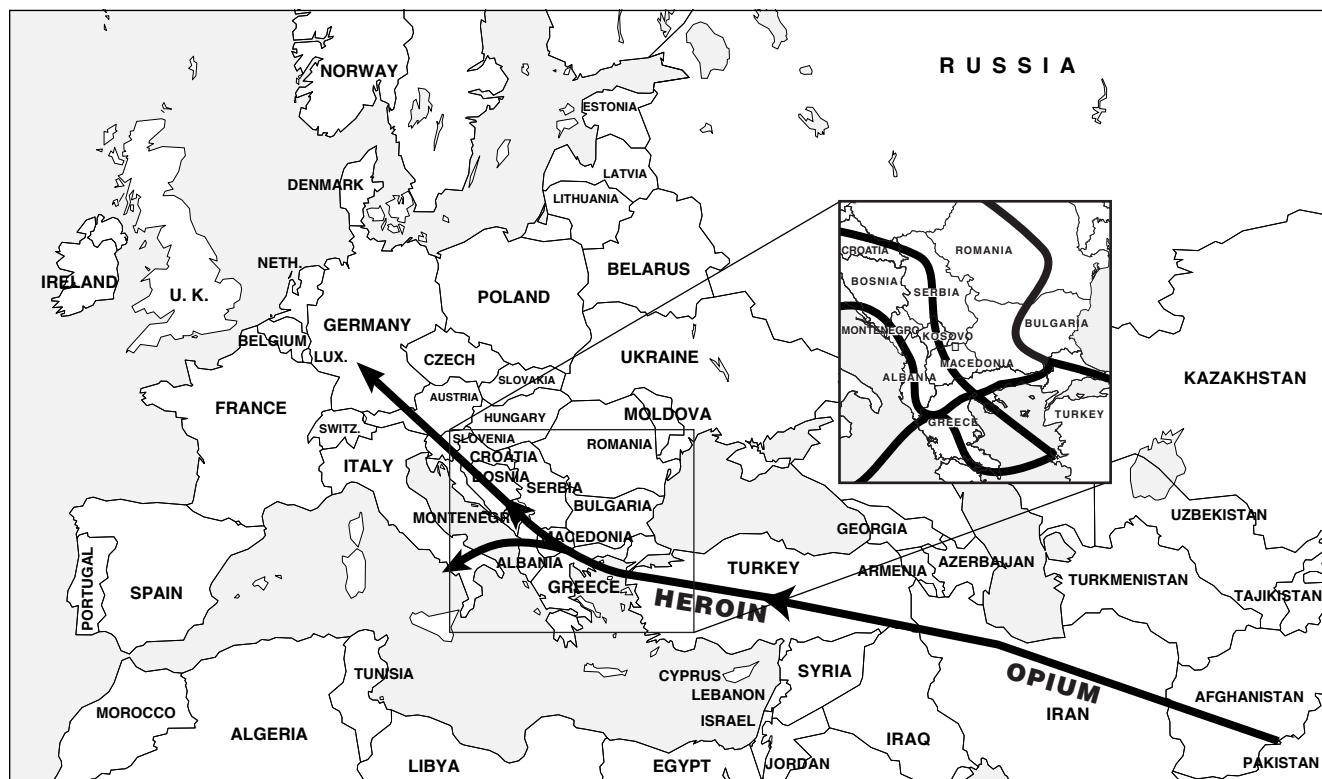 NORWAY
R U S S I A
ESTONIA
LATVIA
DENMARK
LITHUANIA
NETH.
BELARUS
IRELAND
U. K.
POLAND
GERMANY
BELGIUM
LUX.
CZECH
UKRAINE
SLOVAKIA
KAZAKHSTAN
AUSTRIA
FRANCE
HUNGARY
MOLDOVA
SWITZ.
SLOVENIA
ROMANIA
CROATIA
ITALY
BOSNIA
SERBIA
BULGARIA
MONTENEGRO
UZBEKISTAN
GEORGIA
MACEDONIA
ALBANIA
AZERBALJAN
TURKEY
ARMENIA
TURKMENISTAN
GREECE
SPAIN
PORTUGAL
TAJIKISTAN
HEROIN
TUNISIA
CYPRUS
SYRIA
OPIUM
LEBANON
AFGHANISTAN
MOROCCO
IRAN
ISRAEL
ALGERIA
IRAQ
LIBYA
EGYPT
JORDAN
PAKISTAN
CROATIA
ROMANIA
BOSNIA
SERBIA
BULGARIA
MONTENEGRO
KOSOVO
MACEDONIA
ALBANIA
TURKEY
GREECE